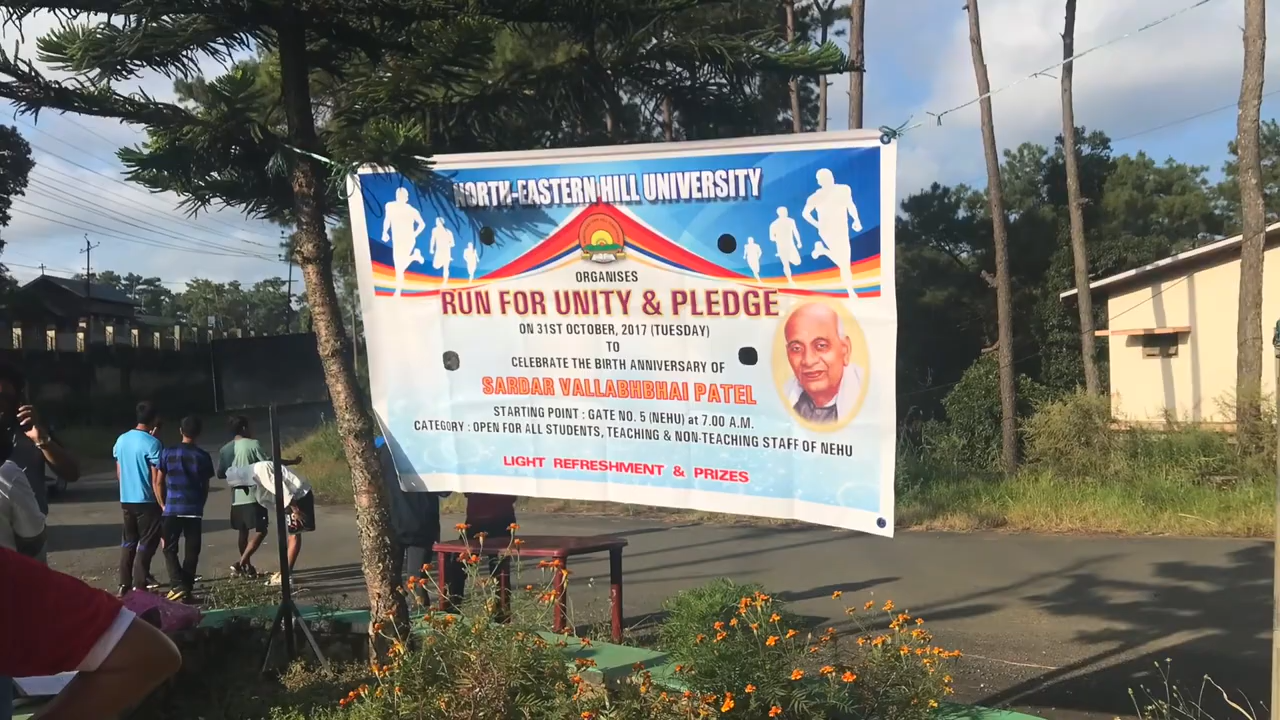 NORTH-EASTERN HILL UNIVERSITY
ORGANISES
RUN FOR UNITY & PLEDGE
ON 31ST OCTOBER, 2017 (TUESDAY)
TO
CELEBRATE THE BIRTH ANNIVERSARY OF
SARDAR VALLABHBHAI PATEL
STARTING POINT : GATE NO. 5 (NEHU) at 7.00 A.M.
CATEGORY : OPEN FOR ALL STUDENTS, TEACHING & NON-TEACHING STAFF OF NEHU
LIGHT REFRESHMENT & PRIZES